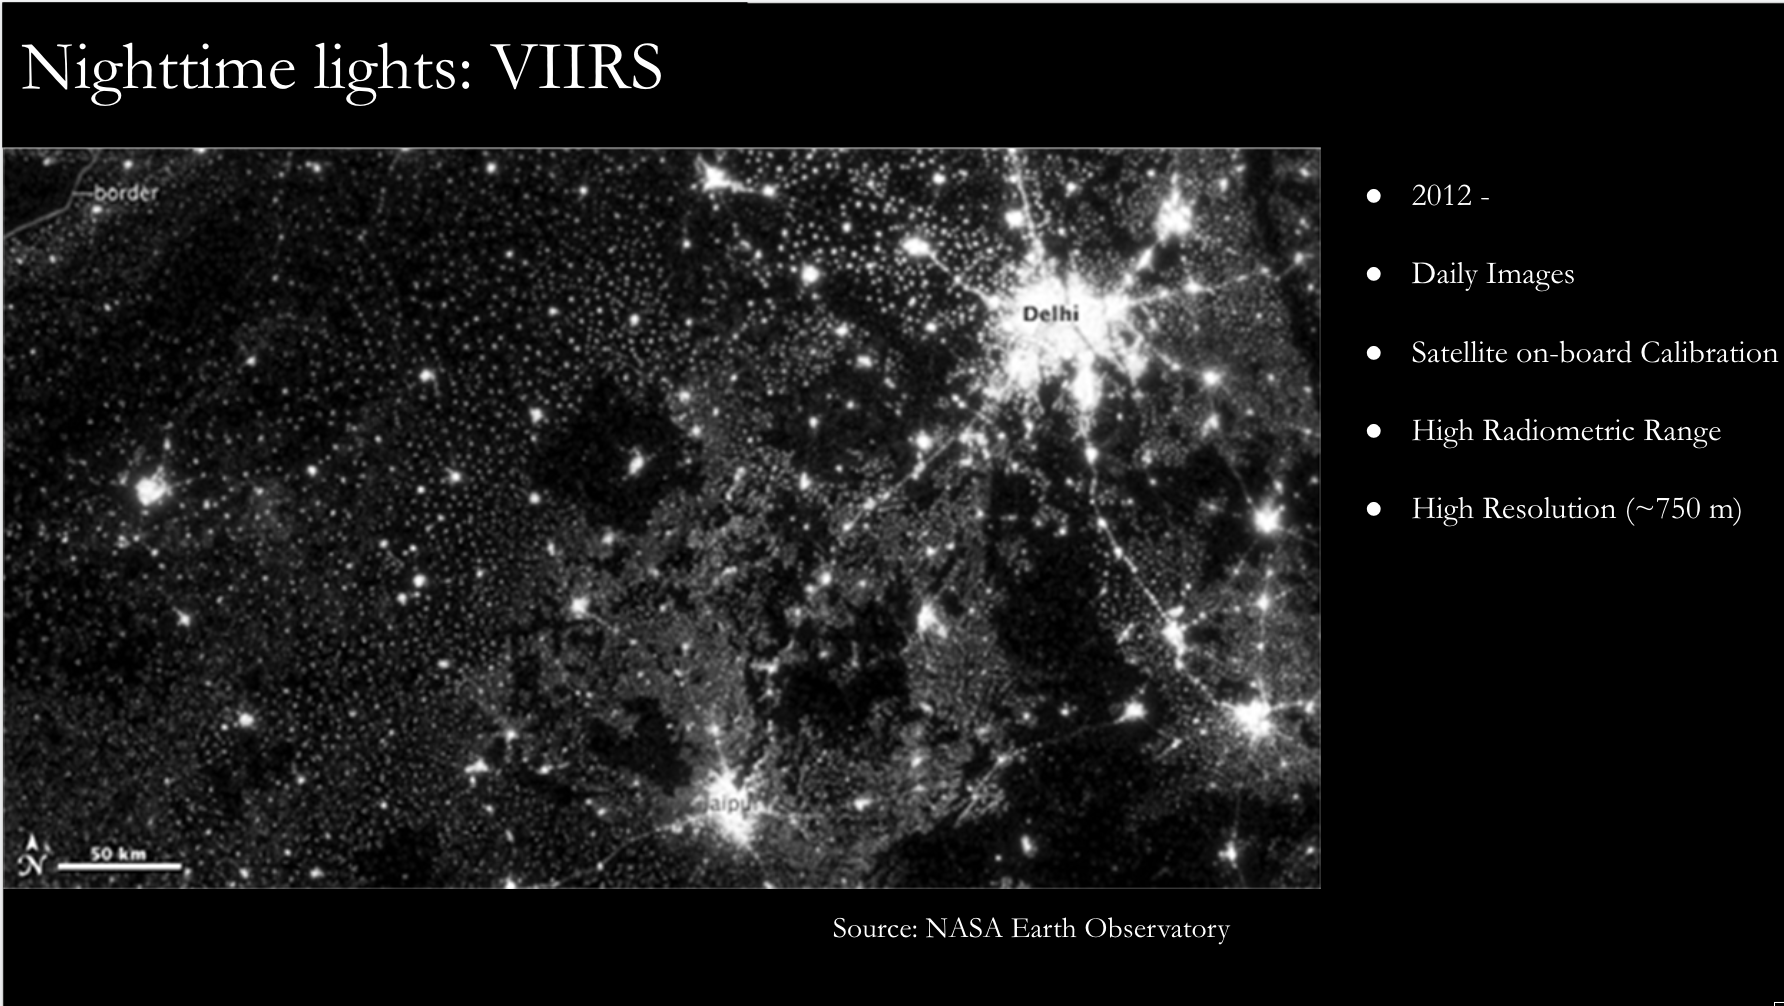 Nighttime lights: VIIRS
border
Delhi
Jaipur
N
50 km
● 2012 -
● Daily Images
● Satellite on-board Calibration
● High Radiometric Range
● High Resolution (~750 m)
Source: NASA Earth Observatory